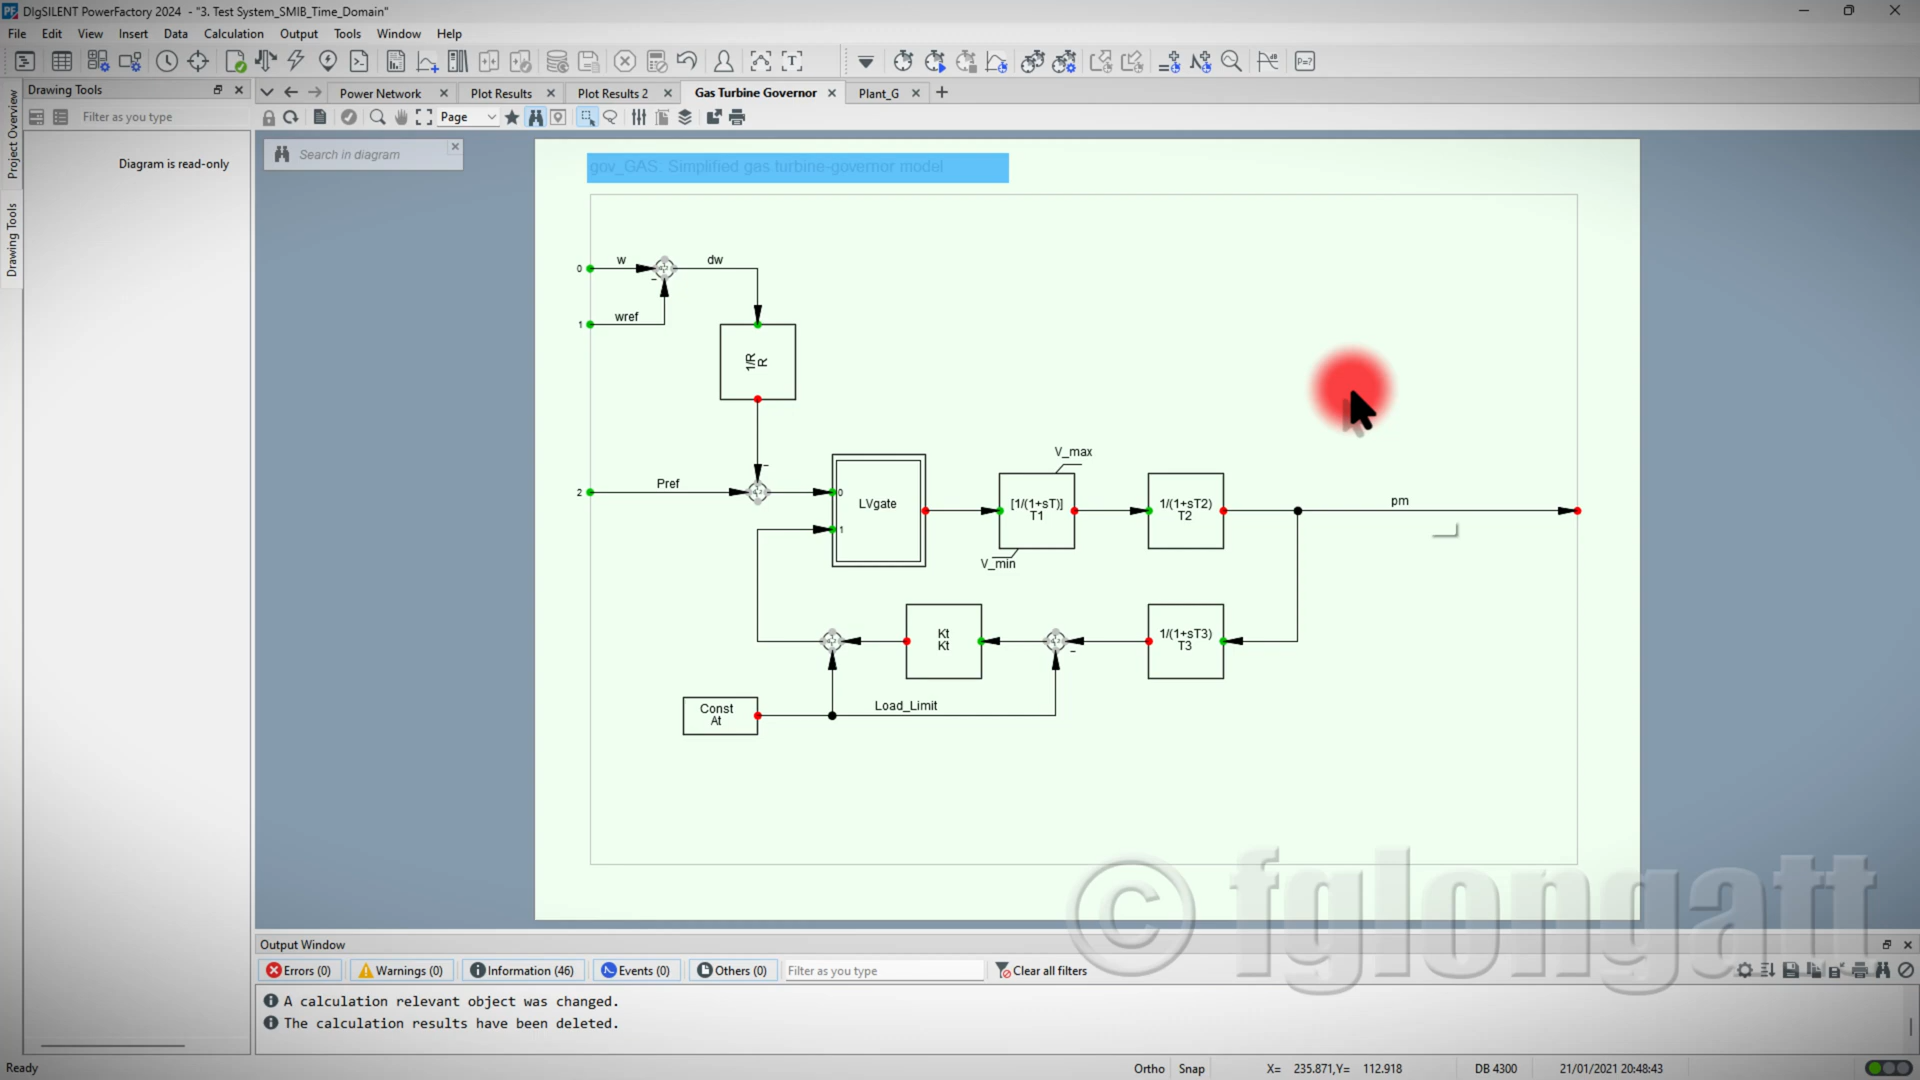 DIgSILENT PowerFactory 2024 - "3. Test System_SMIB_Time_Domain"
File Edit View Insert Data Calculation Output Tools Window Help
Drawing Tools
Power Network Plot Results Plot Results 2 Gas Turbine Governor Plant_G
Filter as you type
Page
Project Overview
Drawing Tools
Diagram is read-only
Search in diagram
gov_GAS: Simplified gas turbine-governor model
0 w dw
1 wref
-
1/R
R
-
2 Pref
0
1
LVgate
V_max
[1/(1+sT)]
T1
V_min
1/(1+sT2)
T2
pm
Kt
Kt
-
1/(1+sT3)
T3
Const
At
Load_Limit
© fglongatt
Output Window
Errors (0) Warnings (0) Information (46) Events (0) Others (0) Filter as you type Clear all filters
A calculation relevant object was changed.
The calculation results have been deleted.
Ready Ortho Snap X= 235.871,Y= 112.918 DB 4300 21/01/2021 20:48:43